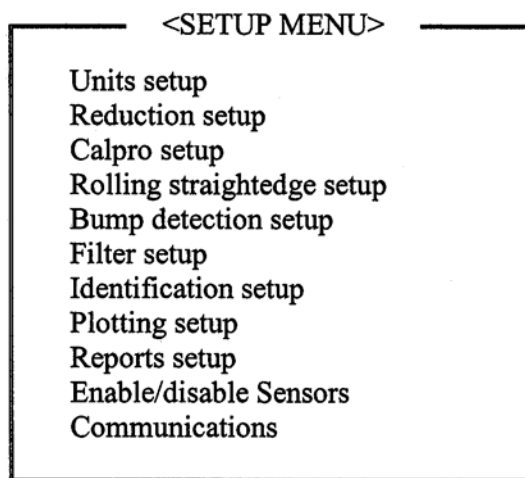 <SETUP MENU>
Units setup
Reduction setup
Calpro setup
Rolling straightedge setup
Bump detection setup
Filter setup
Identification setup
Plotting setup
Reports setup
Enable/disable Sensors
Communications